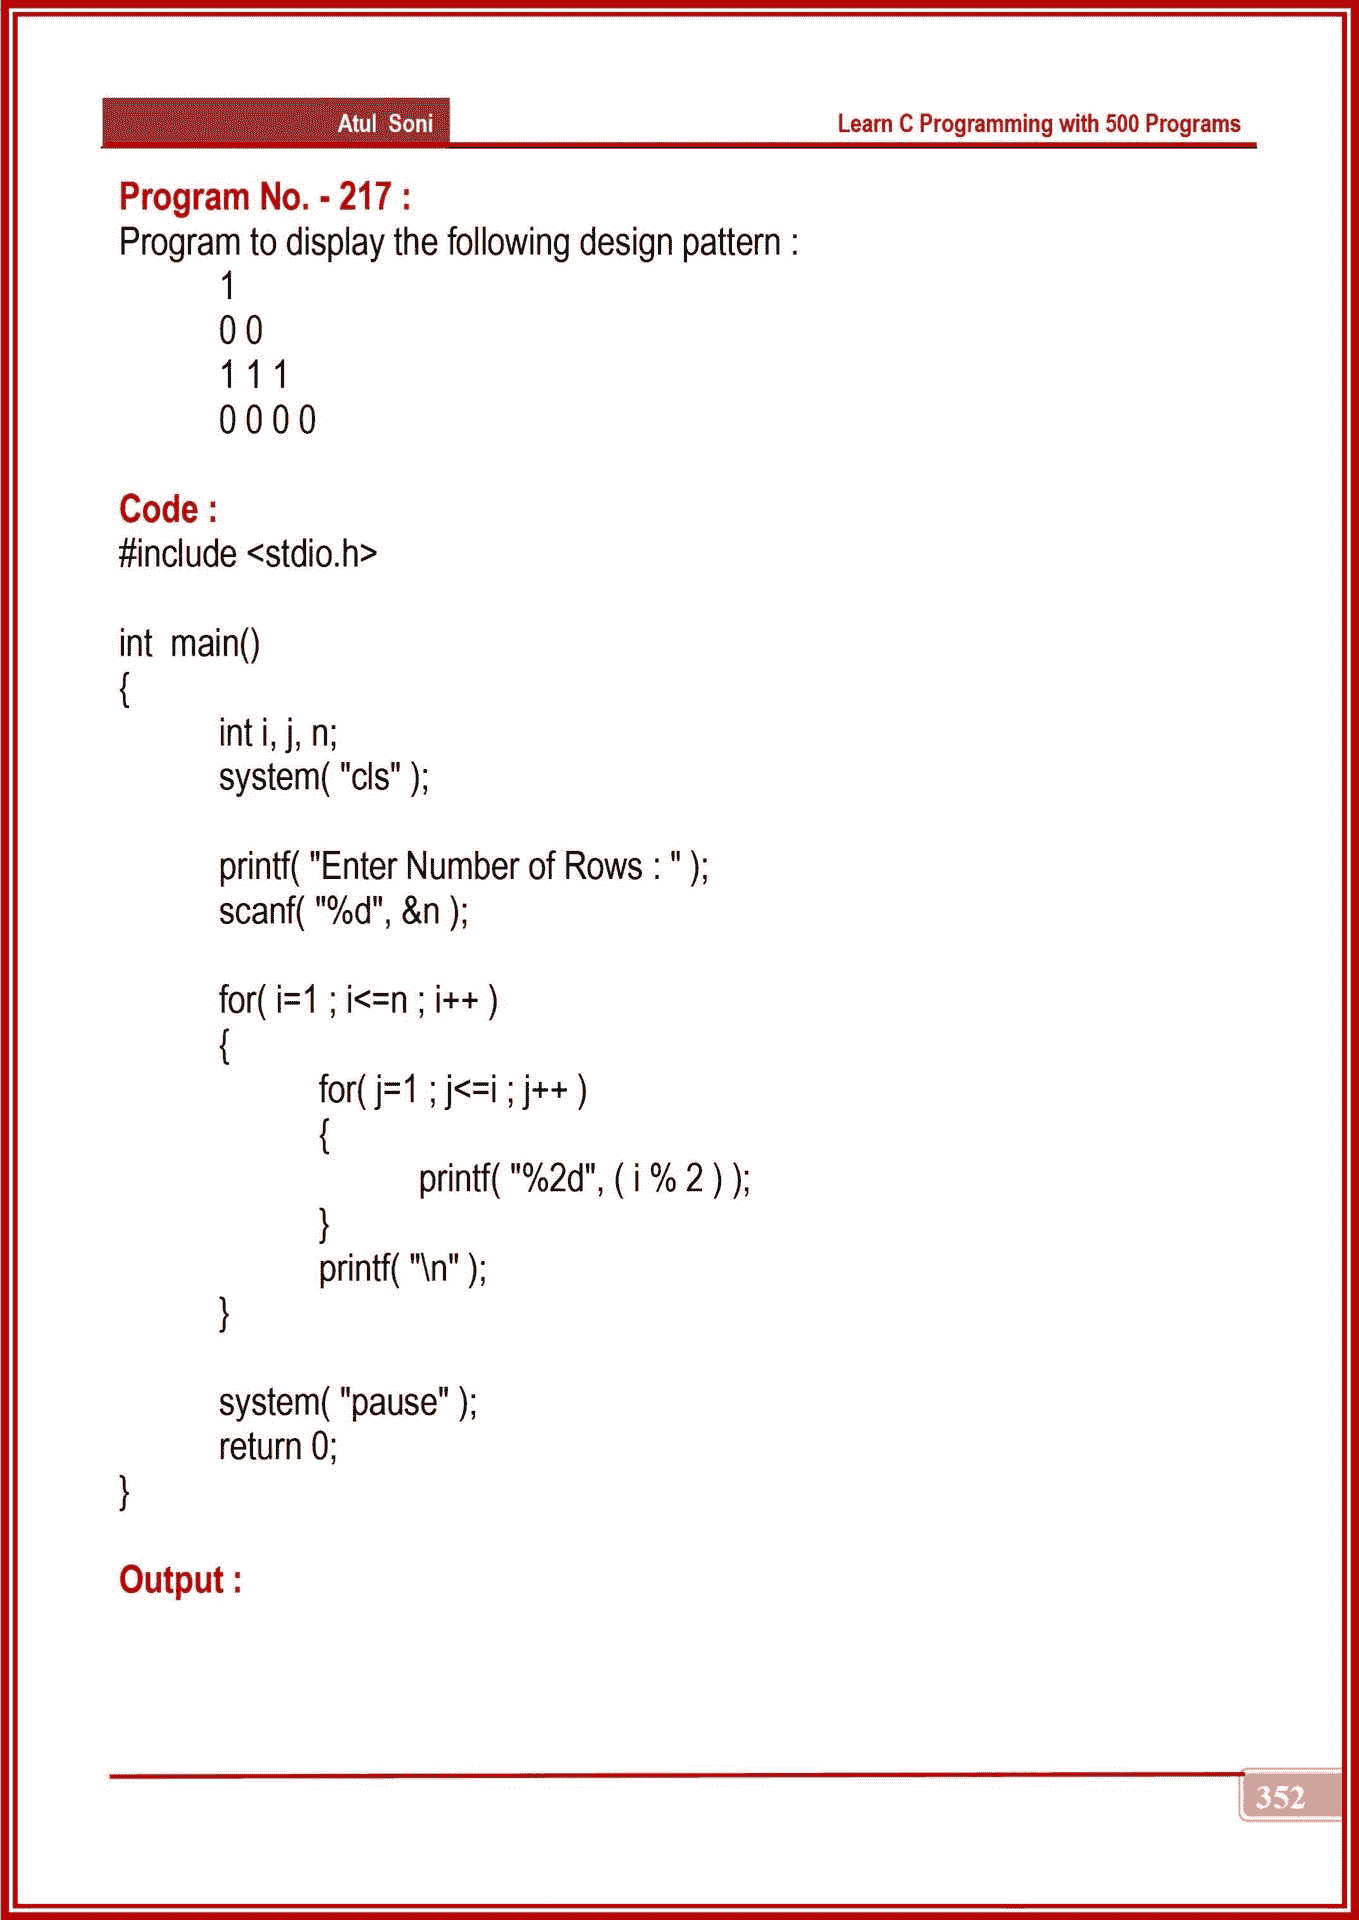 Atul Soni
Learn C Programming with 500 Programs
Program No. - 217 :
Program to display the following design pattern :
1
0 0
1 1 1
0 0 0 0
Code :
#include <stdio.h>
int main()
{
int i, j, n;
system( "cls" );
printf( "Enter Number of Rows : " );
scanf( "%d", &n );
for( i=1 ; i<=n ; i++ )
{
for( j=1 ; j<=i ; j++ )
{
printf( "%2d", ( i % 2 ) );
}
printf( "\n" );
}
system( "pause" );
return 0;
}
Output :
352